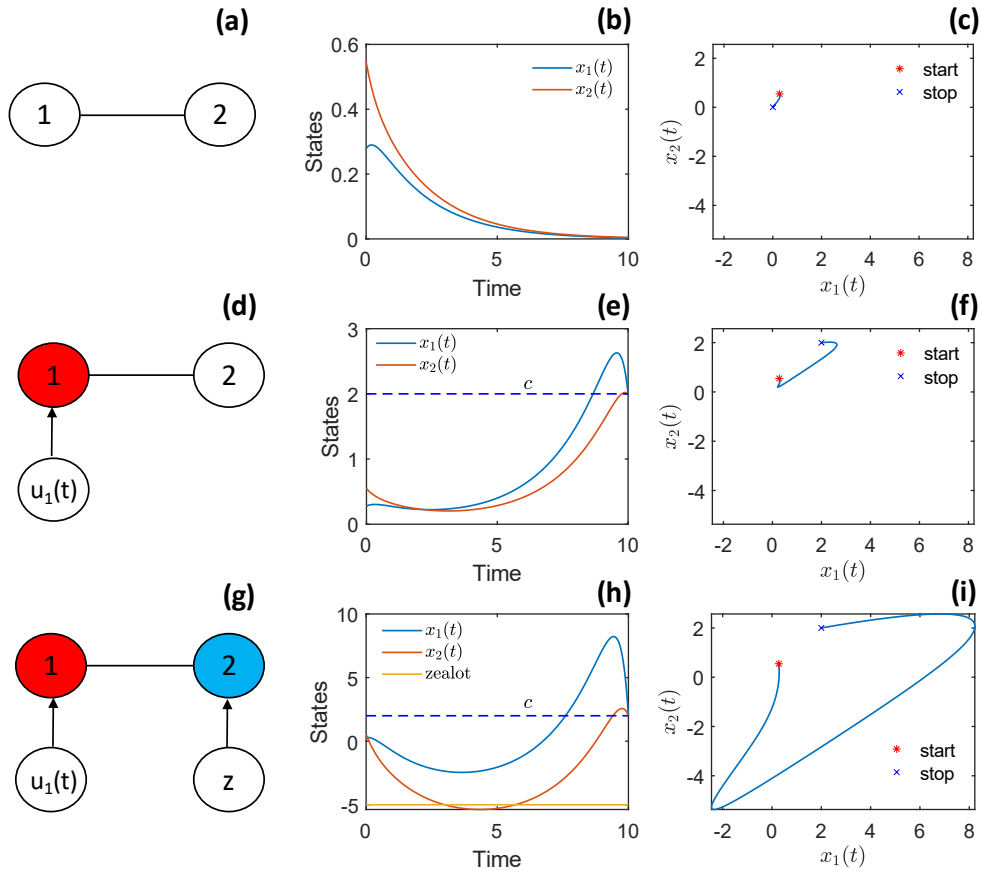 (a)
1
2
(b)
0.6
0.4
0.2
0
States
x₁(t)
x₂(t)
0
5
10
Time
(c)
2
0
-2
-4
x₂(t)
start
stop
-2
0
2
4
6
8
x₁(t)
(d)
1
2
u₁(t)
(e)
3
2
1
0
States
x₁(t)
x₂(t)
c
0
5
10
Time
(f)
2
0
-2
-4
x₂(t)
start
stop
-2
0
2
4
6
8
x₁(t)
(g)
1
2
u₁(t)
z
(h)
10
5
0
-5
States
x₁(t)
x₂(t)
zealot
c
0
5
10
Time
(i)
2
0
-2
-4
x₂(t)
start
stop
-2
0
2
4
6
8
x₁(t)